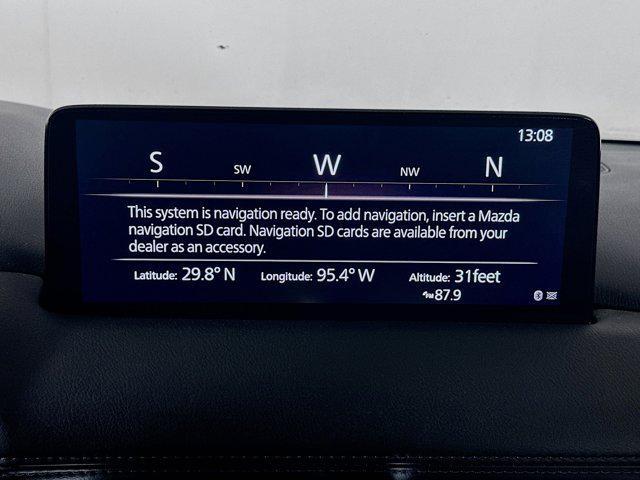 13:08
S SW W NW N
This system is navigation ready. To add navigation, insert a Mazda
navigation SD card. Navigation SD cards are available from your
dealer as an accessory.
Latitude: 29.8° N Longitude: 95.4° W Altitude: 31feet
87.9